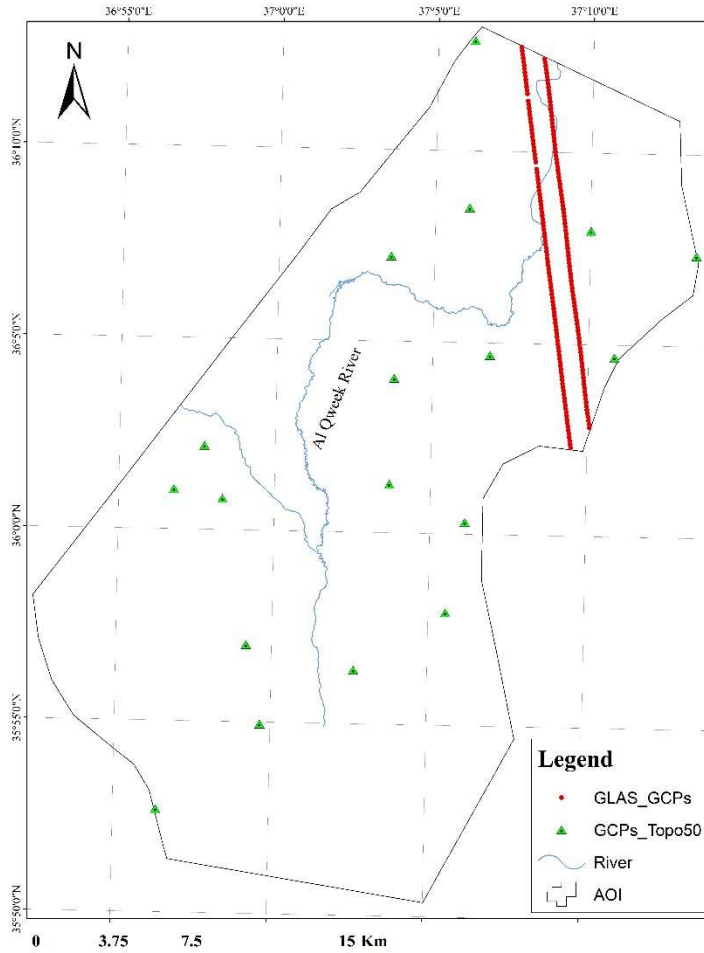 36°55'0"E 37°0'0"E 37°5'0"E 37°10'0"E
N
36°10'0"N
36°5'0"N
Al Qweek River
36°0'0"N
35°55'0"N
35°50'0"N
Legend
GLAS_GCPs
GCPs_Topo50
River
AOI
0 3.75 7.5 15 Km